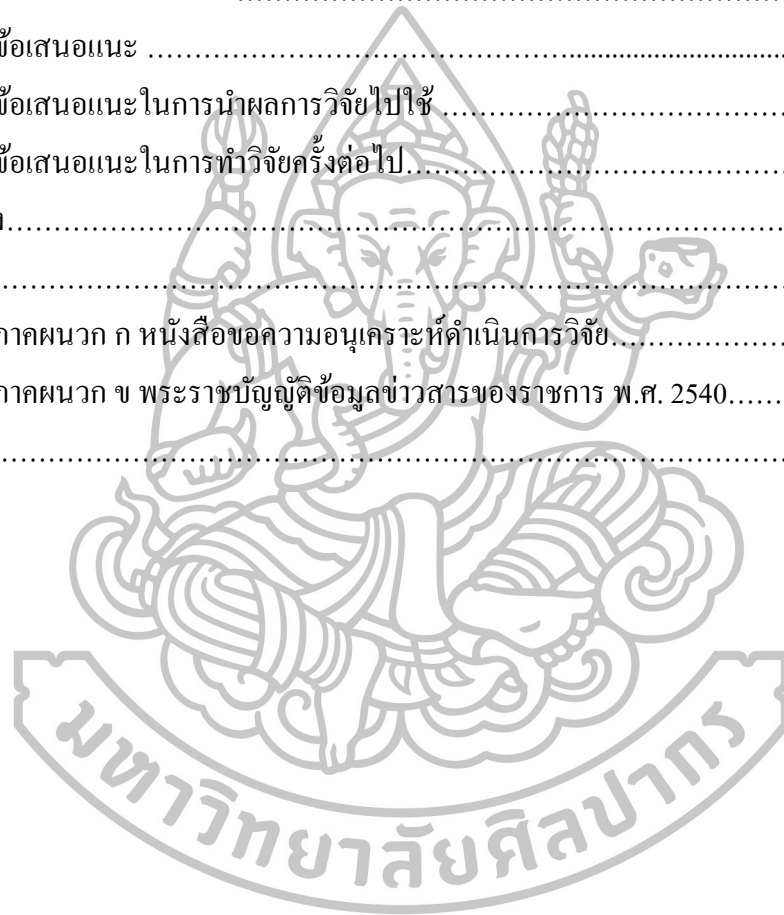 ข้อเสนอแนะ ……………………………………………......................................
ข้อเสนอแนะในการนำผลการวิจัยไปใช้ ……………………………………
ข้อเสนอแนะในการทำวิจัยครั้งต่อไป……………………………………
ภาคผนวก ก หนังสือขอความอนุเคราะห์ดำเนินการวิจัย…………………
ภาคผนวก ข พระราชบัญญัติข้อมูลข่าวสารของราชการ พ.ศ. 2540……
มหาวิทยาลัยศิลปากร